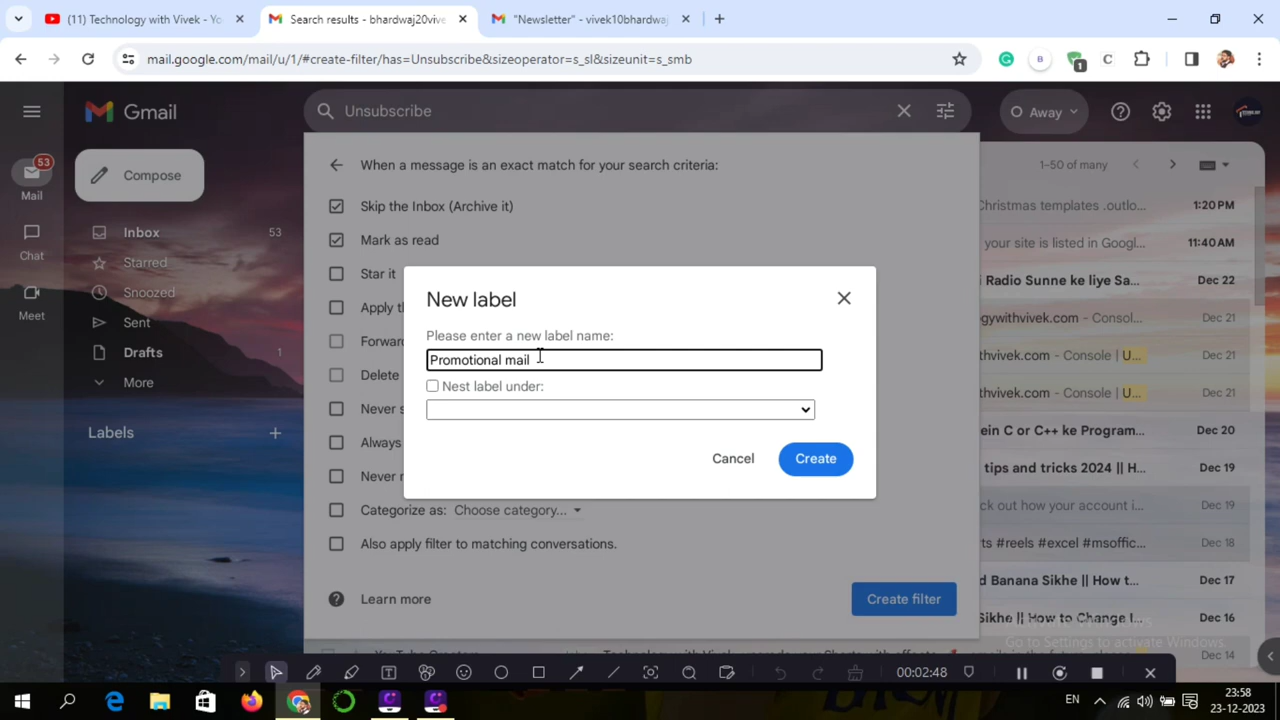 (11) Technology with Vivek - Yo
Search results - bhardwaj20vive
"Newsletter" - vivek10bhardwaj
mail.google.com/mail/u/1/#create-filter/has=Unsubscribe&sizeoperator=s_sl&sizeunit=s_smb
Gmail
Unsubscribe
Away
53
Mail
Compose
When a message is an exact match for your search criteria:
1–50 of many
Skip the Inbox (Archive it)
Christmas templates .outlo...
1:20 PM
Inbox 53
Chat
Mark as read
your site is listed in Googl...
11:40 AM
Starred
Star it
Radio Sunne ke liye Sa...
Dec 22
Snoozed
Meet
Apply th
New label
gywithvivek.com - Consol...
Dec 21
Sent
Forwar
Please enter a new label name:
Drafts 1
Promotional mail
thvivek.com - Console | U...
Dec 21
Delete
Nest label under:
More
thvivek.com - Console | U...
Dec 21
Never s
Labels
Always
ein C or C++ ke Program...
Dec 20
Cancel
Create
Never n
tips and tricks 2024 || H...
Dec 19
Categorize as: Choose category...
ck out how your account i...
Dec 19
Also apply filter to matching conversations.
ts #reels #excel #msoffic...
Dec 18
d Banana Sikhe || How t...
Dec 17
Learn more
Create filter
Sikhe || How to Change I...
Dec 16
Go to Settings to activate Windows.
Dec 14
00:02:48
EN
23:58
23-12-2023